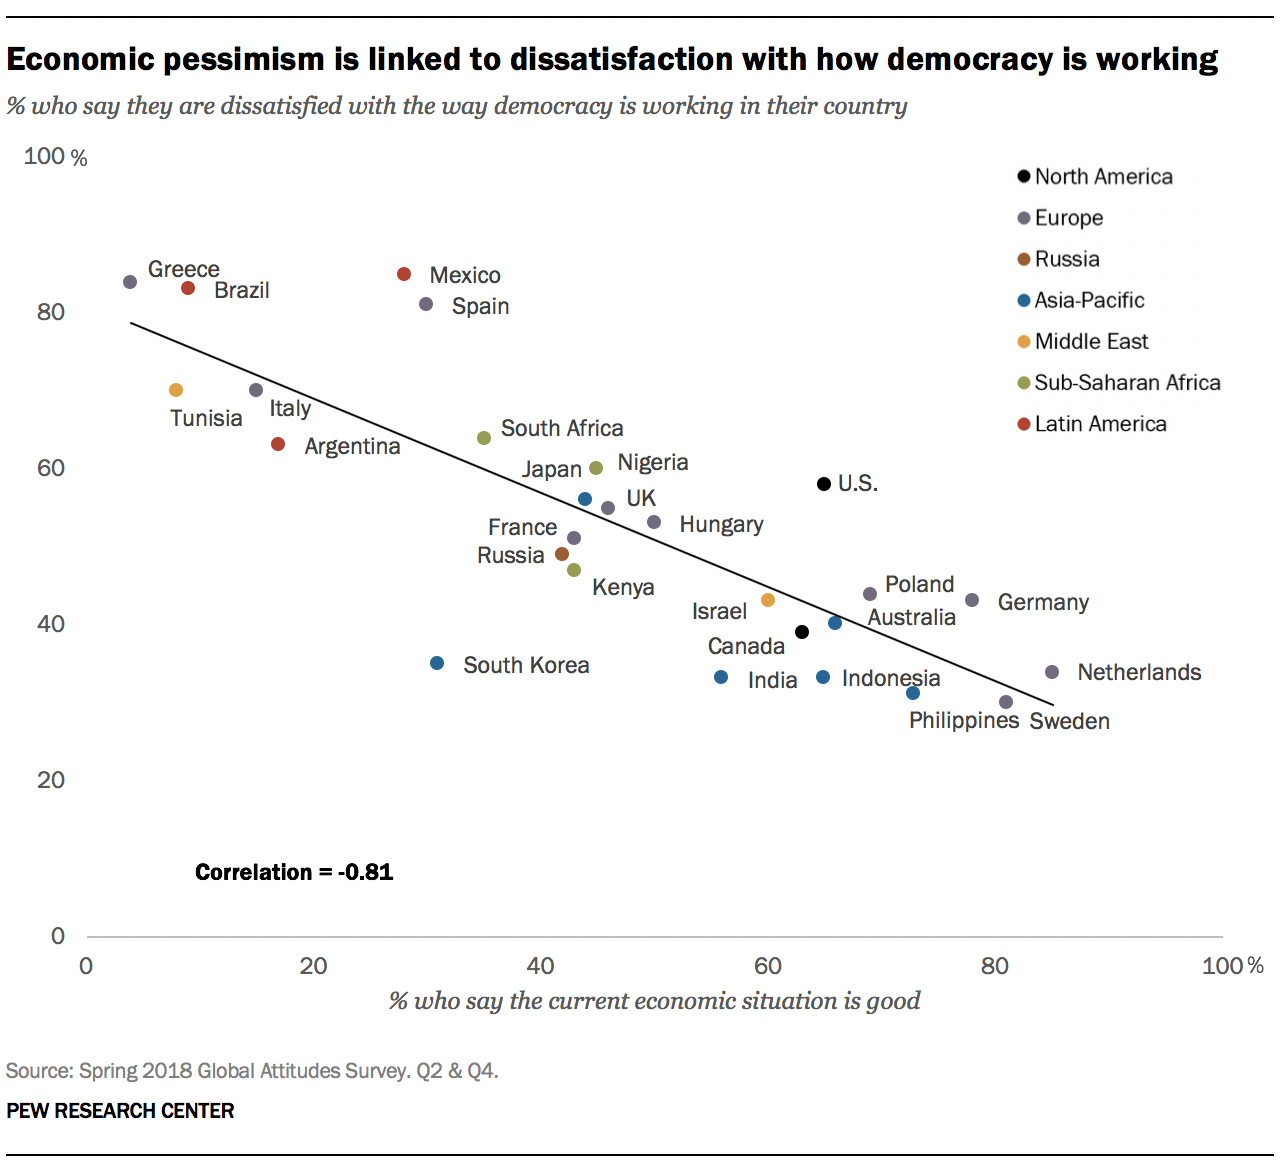 Economic pessimism is linked to dissatisfaction with how democracy is working
% who say they are dissatisfied with the way democracy is working in their country
100 %
North America
Europe
Russia
Asia-Pacific
Middle East
Sub-Saharan Africa
Latin America
Greece
Brazil
Mexico
Spain
80
Tunisia
Italy
Argentina
South Africa
60
Japan
Nigeria
U.S.
UK
France
Hungary
Russia
Kenya
Poland
Israel
Australia
Germany
40
Canada
South Korea
India
Indonesia
Netherlands
Philippines
Sweden
20
Correlation = -0.81
0
0 20 40 60 80 100 %
% who say the current economic situation is good
Source: Spring 2018 Global Attitudes Survey. Q2 & Q4.
PEW RESEARCH CENTER